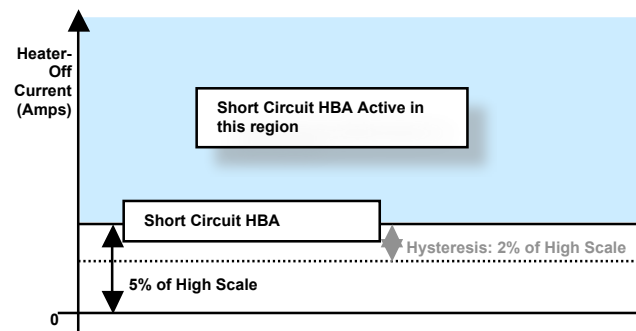 Heater-
Off
Current
(Amps)
Short Circuit HBA Active in
this region
Short Circuit HBA
Hysteresis: 2% of High Scale
5% of High Scale
0